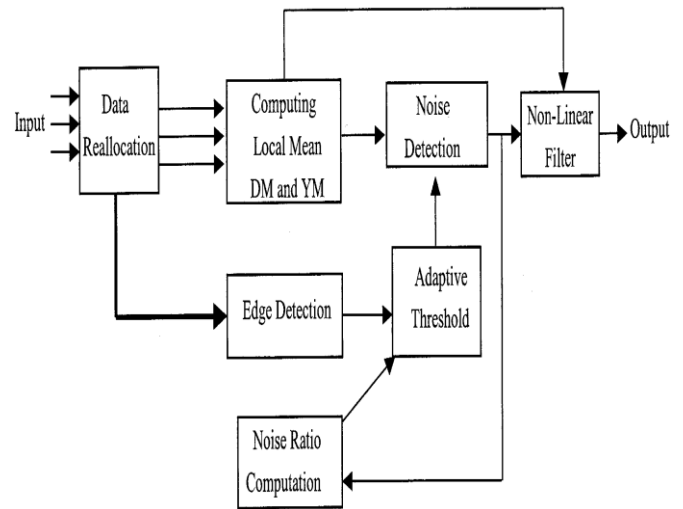 Input
Data
Reallocation
Computing
Local Mean
DM and YM
Noise
Detection
Non-Linear
Filter
Output
Edge Detection
Adaptive
Threshold
Noise Ratio
Computation